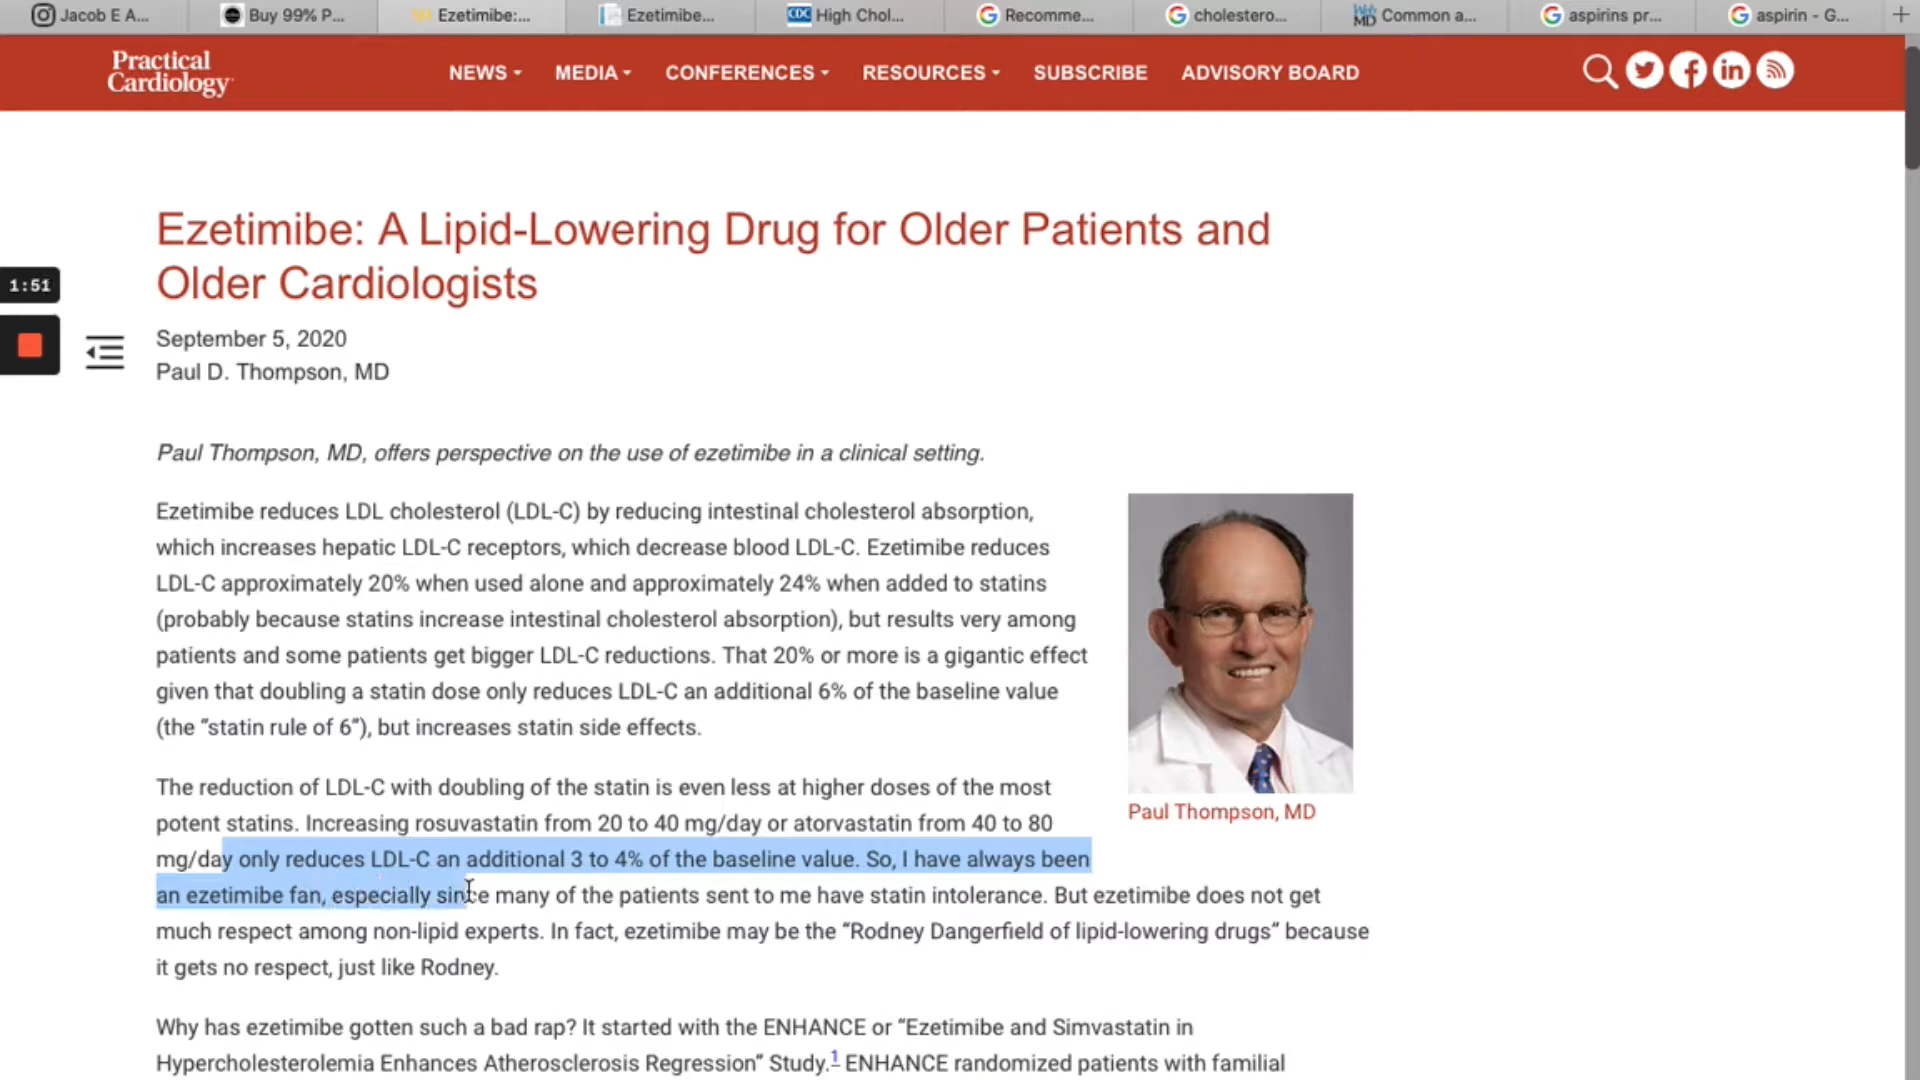 Jacob E A...
Buy 99% P...
Ezetimibe:...
Ezetimibe...
CDC High Chol...
Recomme...
cholestero...
Web MD Common a...
aspirins pr...
aspirin - G...
Practical
Cardiology
NEWS
MEDIA
CONFERENCES
RESOURCES
SUBSCRIBE
ADVISORY BOARD
Ezetimibe: A Lipid-Lowering Drug for Older Patients and
Older Cardiologists
1:51
September 5, 2020
Paul D. Thompson, MD
Paul Thompson, MD, offers perspective on the use of ezetimibe in a clinical setting.
Ezetimibe reduces LDL cholesterol (LDL-C) by reducing intestinal cholesterol absorption,
which increases hepatic LDL-C receptors, which decrease blood LDL-C. Ezetimibe reduces
LDL-C approximately 20% when used alone and approximately 24% when added to statins
(probably because statins increase intestinal cholesterol absorption), but results very among
patients and some patients get bigger LDL-C reductions. That 20% or more is a gigantic effect
given that doubling a statin dose only reduces LDL-C an additional 6% of the baseline value
(the “statin rule of 6”), but increases statin side effects.
Paul Thompson, MD
The reduction of LDL-C with doubling of the statin is even less at higher doses of the most
potent statins. Increasing rosuvastatin from 20 to 40 mg/day or atorvastatin from 40 to 80
mg/day only reduces LDL-C an additional 3 to 4% of the baseline value. So, I have always been
an ezetimibe fan, especially since many of the patients sent to me have statin intolerance. But ezetimibe does not get
much respect among non-lipid experts. In fact, ezetimibe may be the “Rodney Dangerfield of lipid-lowering drugs” because
it gets no respect, just like Rodney.
Why has ezetimibe gotten such a bad rap? It started with the ENHANCE or “Ezetimibe and Simvastatin in
Hypercholesterolemia Enhances Atherosclerosis Regression” Study.1 ENHANCE randomized patients with familial